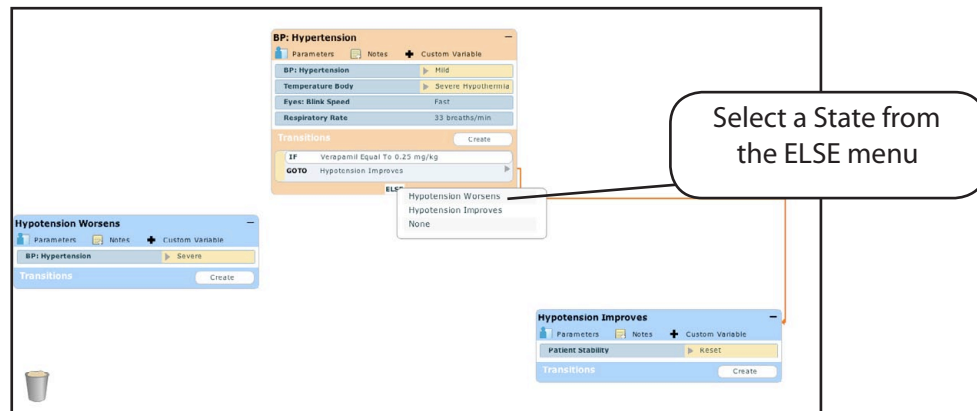 BP: Hypertension
Parameters Notes Custom Variable
BP: Hypertension Mild
Temperature Body Severe Hypothermia
Eyes: Blink Speed Fast
Respiratory Rate 33 breaths/min
Transitions Create
IF Verapamil Equal To 0.25 mg/kg
GOTO Hypotension Improves
ELSE
Hypotension Worsens
Hypotension Improves
None
Select a State from
the ELSE menu
Hypotension Worsens
Parameters Notes Custom Variable
BP: Hypertension Severe
Transitions Create
Hypotension Improves
Parameters Notes Custom Variable
Patient Stability Reset
Transitions Create